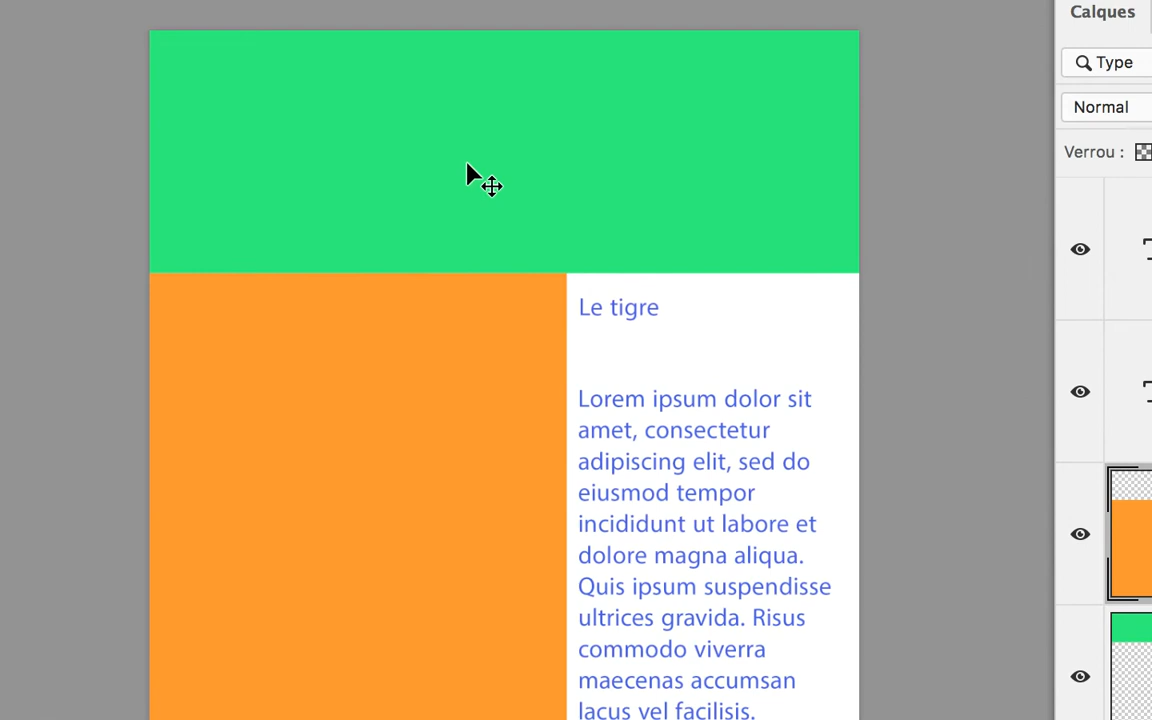 Calques
Type
Normal
Verrou :
Le tigre
Lorem ipsum dolor sit
amet, consectetur
adipiscing elit, sed do
eiusmod tempor
incididunt ut labore et
dolore magna aliqua.
Quis ipsum suspendisse
ultrices gravida. Risus
commodo viverra
maecenas accumsan
lacus vel facilisis.